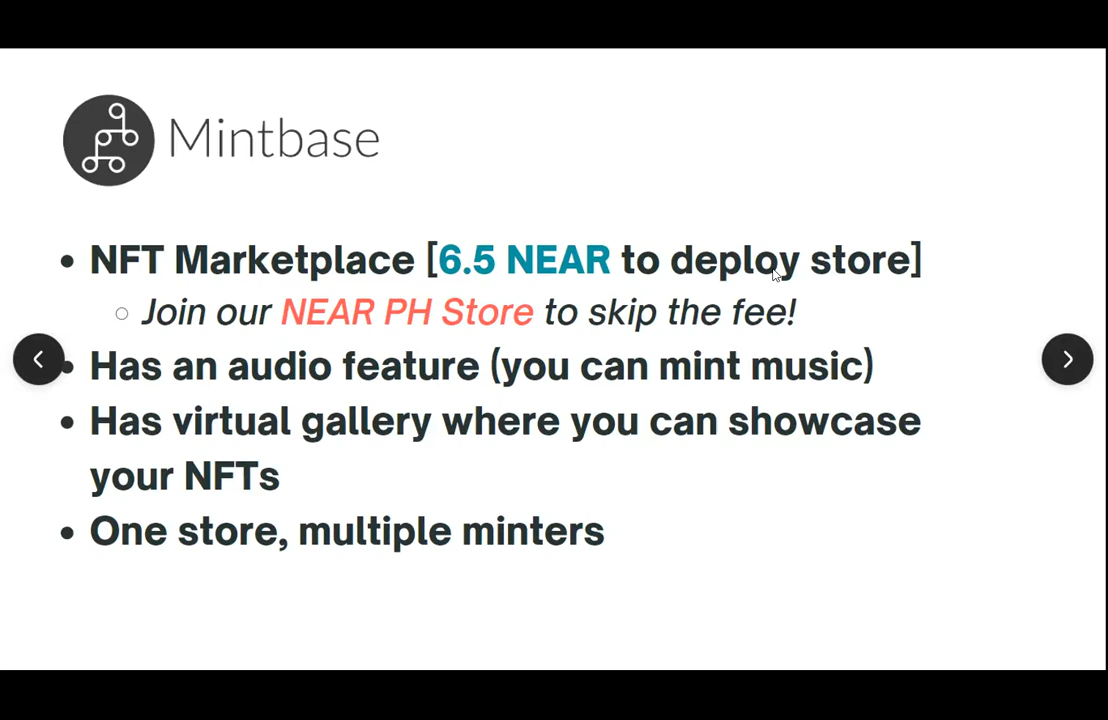 Mintbase
NFT Marketplace [6.5 NEAR to deploy store]
Join our NEAR PH Store to skip the fee!
Has an audio feature (you can mint music)
Has virtual gallery where you can showcase
your NFTs
One store, multiple minters